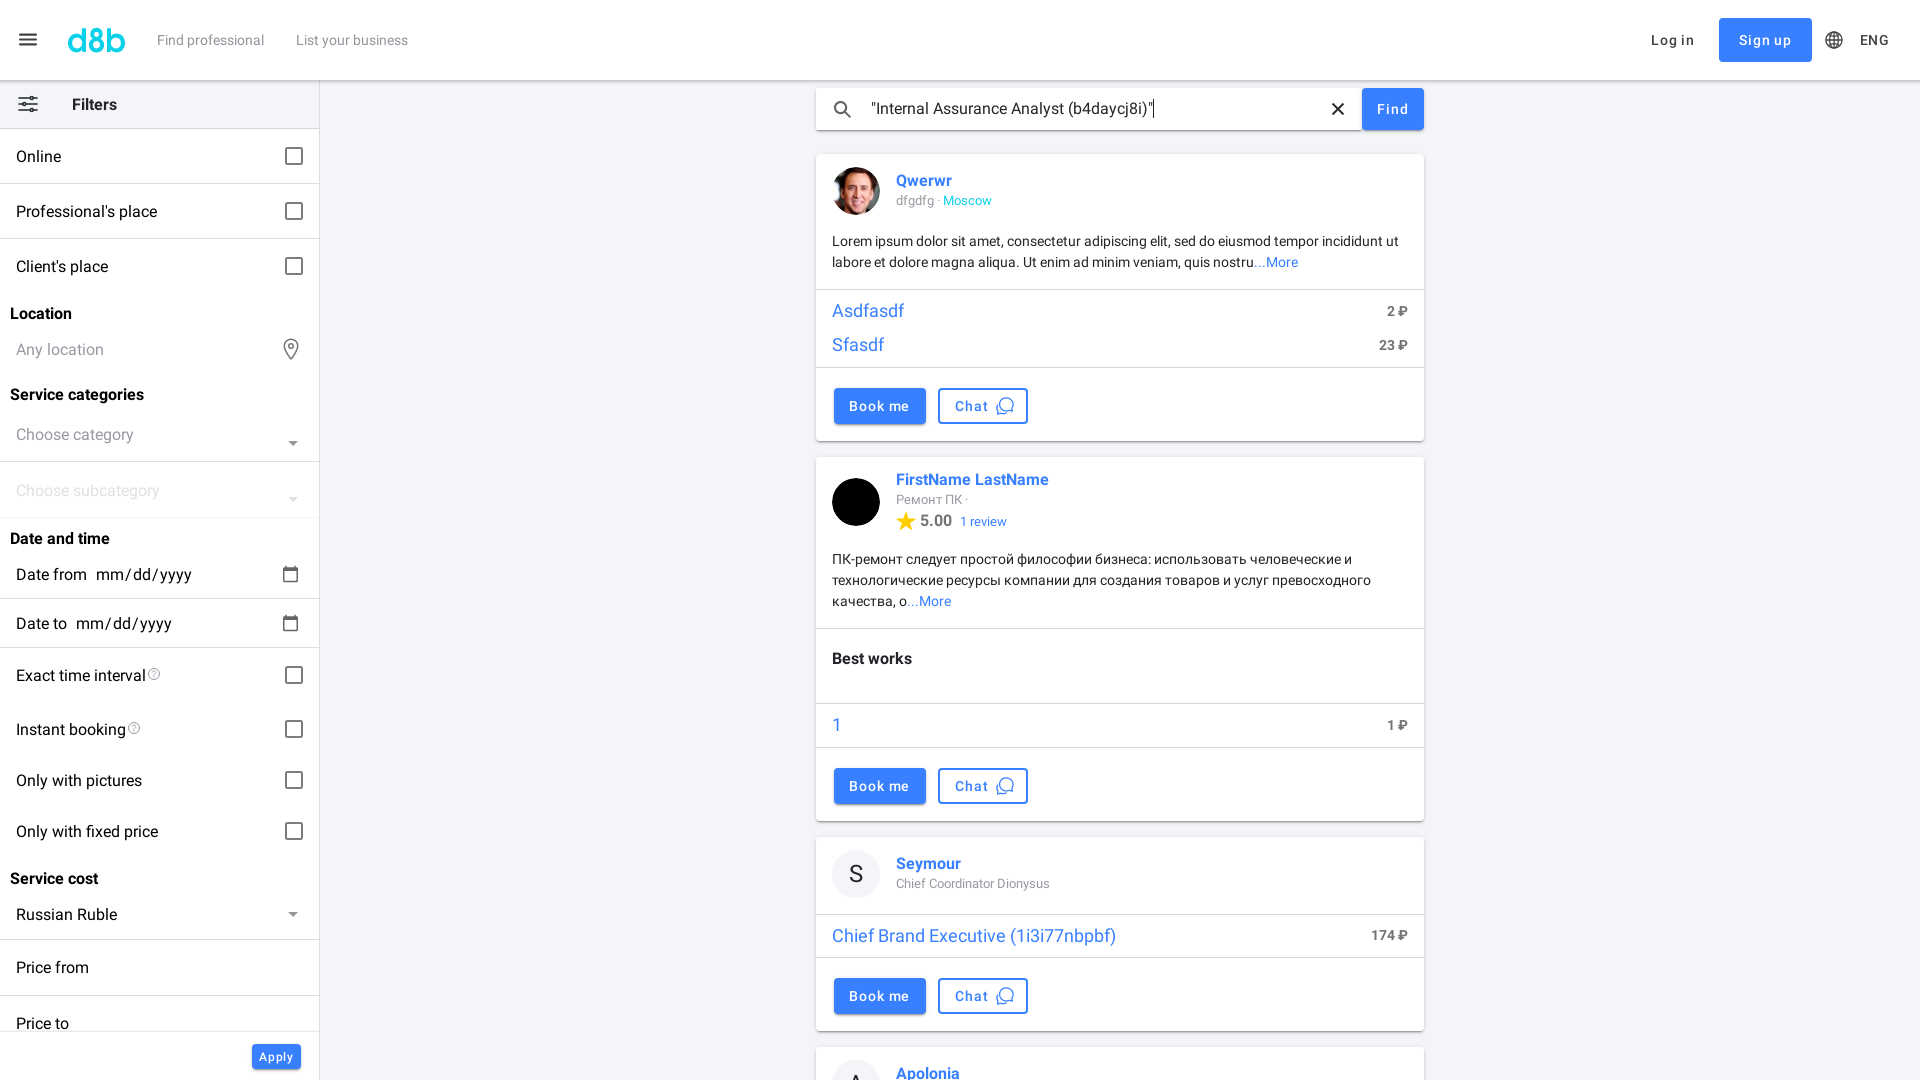 d8b
Find professional
List your business
Log in
Sign up
ENG
Filters
Online
Professional's place
Client's place
Location
Any location
Service categories
Choose category
Choose subcategory
Date and time
Date from mm/dd/yyyy
Date to mm/dd/yyyy
Exact time interval
Instant booking
Only with pictures
Only with fixed price
Service cost
Russian Ruble
Price from
Price to
Apply
"Internal Assurance Analyst (b4daycj8i)"
Find
Qwerwr
dfgdfg · Moscow
Lorem ipsum dolor sit amet, consectetur adipiscing elit, sed do eiusmod tempor incididunt ut
labore et dolore magna aliqua. Ut enim ad minim veniam, quis nostru...More
Asdfasdf 2 ₽
Sfasdf 23 ₽
Book me
Chat
FirstName LastName
Ремонт ПК ·
5.00 1 review
ПК-ремонт следует простой философии бизнеса: использовать человеческие и
технологические ресурсы компании для создания товаров и услуг превосходного
качества, о...More
Best works
1 1 ₽
Book me
Chat
S
Seymour
Chief Coordinator Dionysus
Chief Brand Executive (1i3i77nbpbf) 174 ₽
Book me
Chat
A
Apolonia